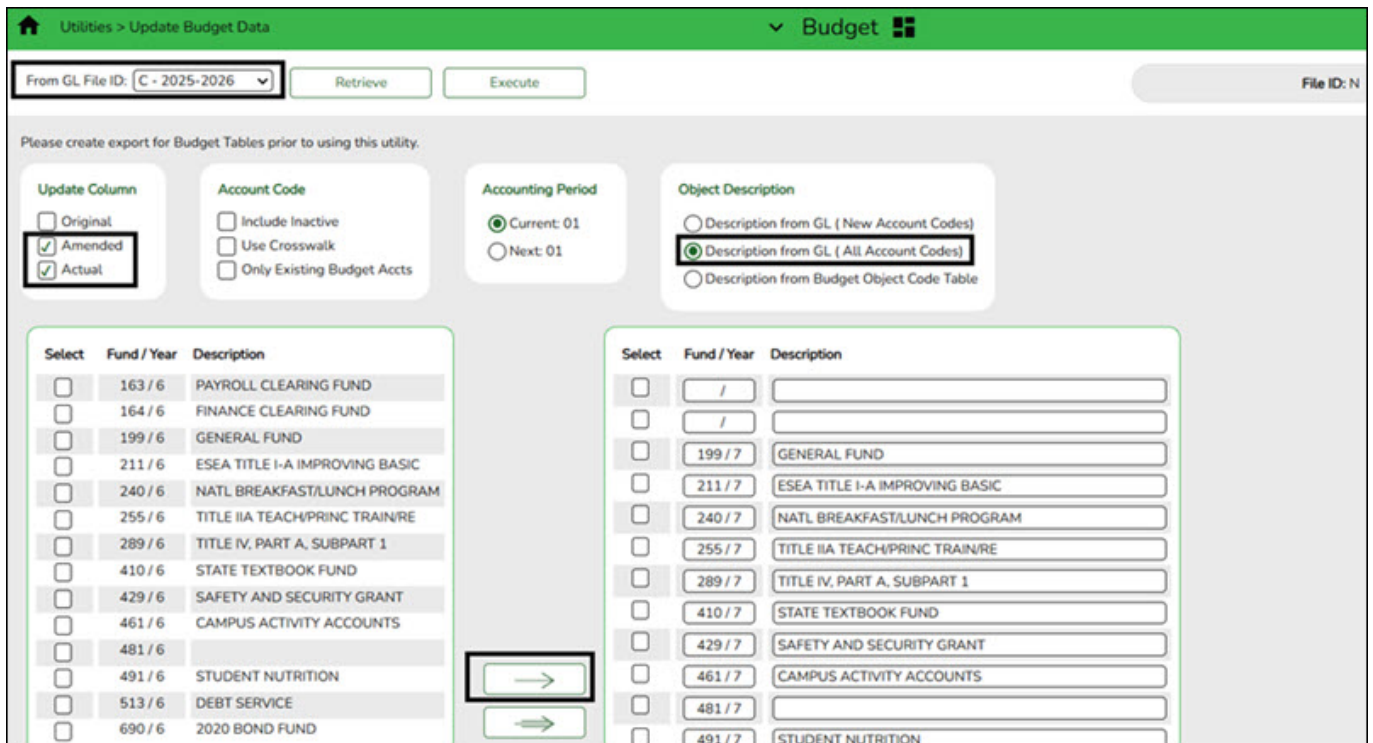 Utilities > Update Budget Data
Budget
From GL File ID: C - 2025-2026
Retrieve
Execute
File ID: N
Please create export for Budget Tables prior to using this utility.
Update Column
Original
Amended
Actual
Account Code
Include Inactive
Use Crosswalk
Only Existing Budget Accts
Accounting Period
Current: 01
Next: 01
Object Description
Description from GL ( New Account Codes)
Description from GL ( All Account Codes)
Description from Budget Object Code Table
Select Fund / Year Description
163 / 6 PAYROLL CLEARING FUND
164 / 6 FINANCE CLEARING FUND
199 / 6 GENERAL FUND
211 / 6 ESEA TITLE I-A IMPROVING BASIC
240 / 6 NATL BREAKFAST/LUNCH PROGRAM
255 / 6 TITLE IIA TEACH/PRINC TRAIN/RE
289 / 6 TITLE IV, PART A, SUBPART 1
410 / 6 STATE TEXTBOOK FUND
429 / 6 SAFETY AND SECURITY GRANT
461 / 6 CAMPUS ACTIVITY ACCOUNTS
481 / 6
491 / 6 STUDENT NUTRITION
513 / 6 DEBT SERVICE
690 / 6 2020 BOND FUND
Select Fund / Year Description
/
/
199 / 7 GENERAL FUND
211 / 7 ESEA TITLE I-A IMPROVING BASIC
240 / 7 NATL BREAKFAST/LUNCH PROGRAM
255 / 7 TITLE IIA TEACH/PRINC TRAIN/RE
289 / 7 TITLE IV, PART A, SUBPART 1
410 / 7 STATE TEXTBOOK FUND
429 / 7 SAFETY AND SECURITY GRANT
461 / 7 CAMPUS ACTIVITY ACCOUNTS
481 / 7
491 / 7 STUDENT NUTRITION